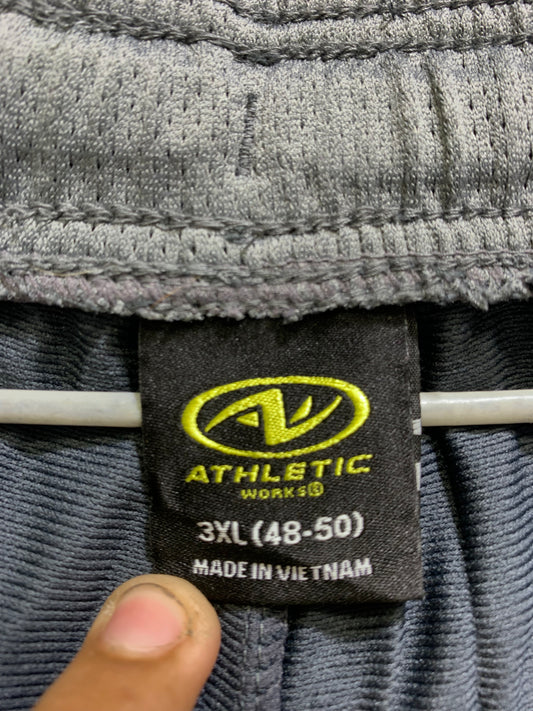 ATHLETIC
WORKS®
3XL (48-50)
MADE IN VIETNAM